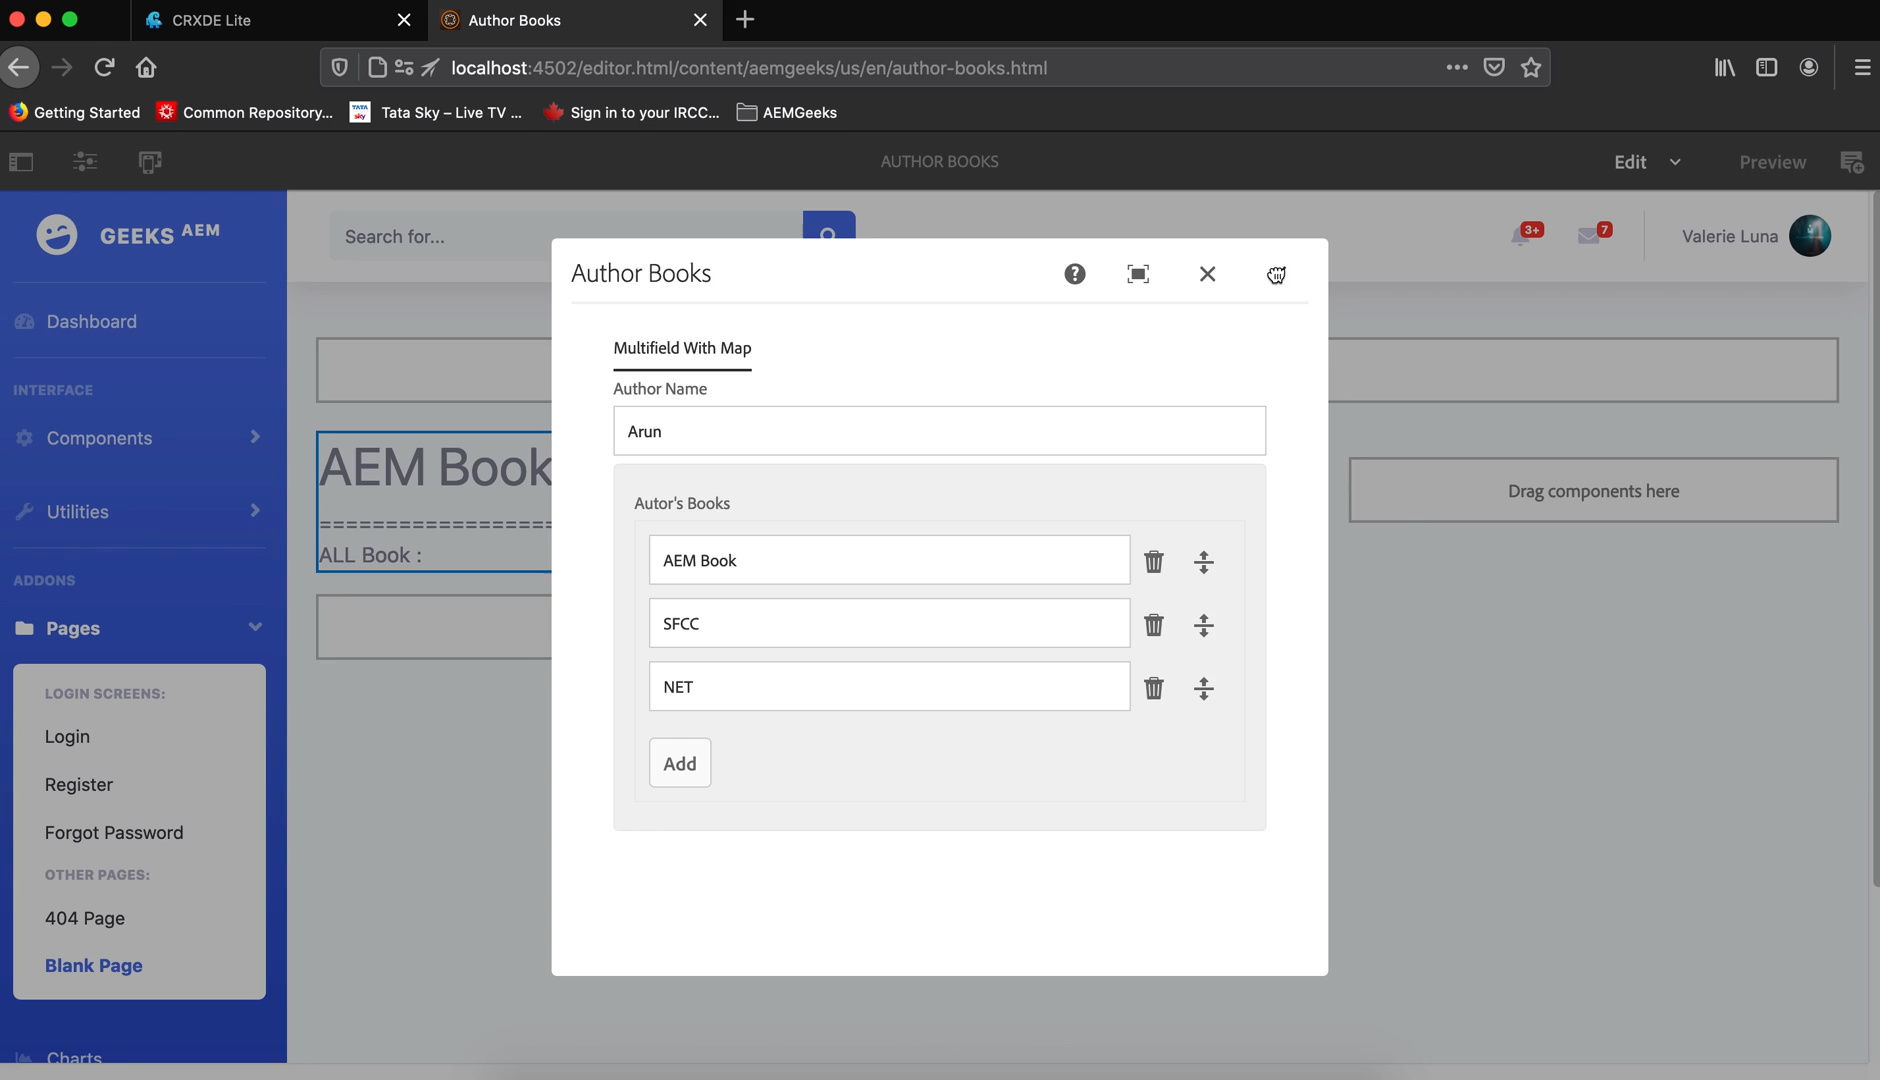 CRXDE Lite
Author Books
localhost:4502/editor.html/content/aemgeeks/us/en/author-books.html
Getting Started
Common Repository...
TATA sky
Tata Sky – Live TV ...
Sign in to your IRCC...
AEMGeeks
AUTHOR BOOKS
Edit
Preview
GEEKS AEM
Search for...
3+
7
Valerie Luna
Author Books
Dashboard
Multifield With Map
Author Name
INTERFACE
Arun
Components
AEM Book
Drag components here
Autor's Books
Utilities
===================
ALL Book :
AEM Book
ADDONS
SFCC
Pages
NET
LOGIN SCREENS:
Login
Add
Register
Forgot Password
OTHER PAGES:
404 Page
Blank Page
Charts